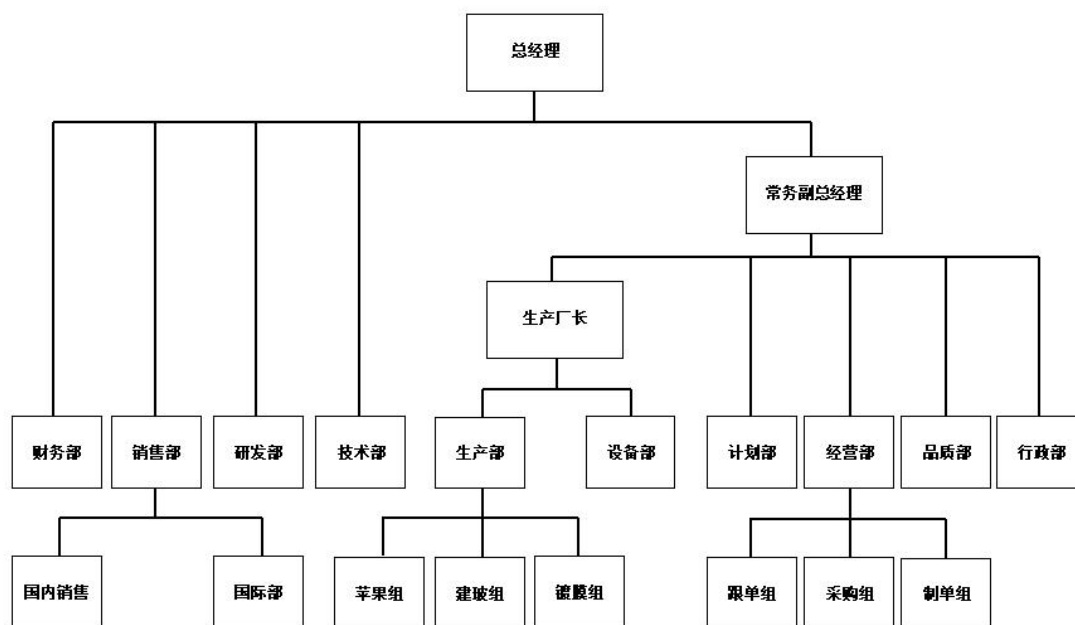 总经理
常务副总经理
生产厂长
财务部
销售部
研发部
技术部
生产部
设备部
计划部
经营部
品质部
行政部
国内销售
国际部
苹果组
建玻组
镀膜组
跟单组
采购组
制单组